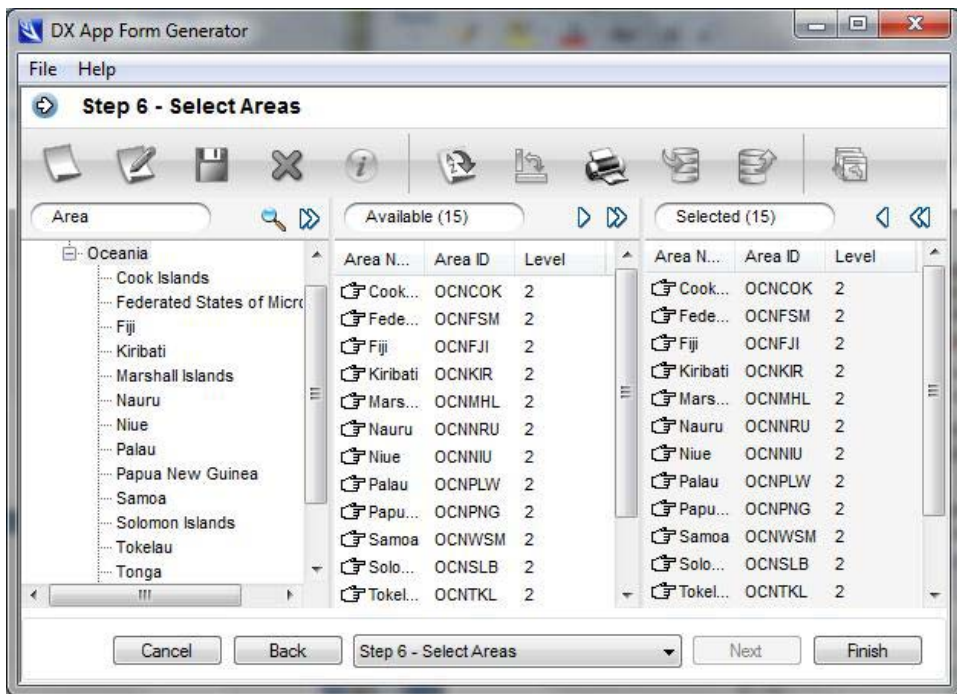 DX App Form Generator
File Help
Step 6 - Select Areas
Area
Available (15)
Selected (15)
Oceania
Cook Islands
Federated States of Micro
Fiji
Kiribati
Marshall Islands
Nauru
Niue
Palau
Papua New Guinea
Samoa
Solomon Islands
Tokelau
Tonga
Area N... Area ID Level
Cook... OCNCOK 2
Fede... OCNFSM 2
Fiji OCNFJI 2
Kiribati OCNKIR 2
Mars... OCNMHL 2
Nauru OCNNRU 2
Niue OCNNIU 2
Palau OCNPLW 2
Papu... OCNPNG 2
Samoa OCNWSM 2
Solo... OCNSLB 2
Tokel... OCNTKL 2
Area N... Area ID Level
Cook... OCNCOK 2
Fede... OCNFSM 2
Fiji OCNFJI 2
Kiribati OCNKIR 2
Mars... OCNMHL 2
Nauru OCNNRU 2
Niue OCNNIU 2
Palau OCNPLW 2
Papu... OCNPNG 2
Samoa OCNWSM 2
Solo... OCNSLB 2
Tokel... OCNTKL 2
Cancel Back Step 6 - Select Areas Next Finish